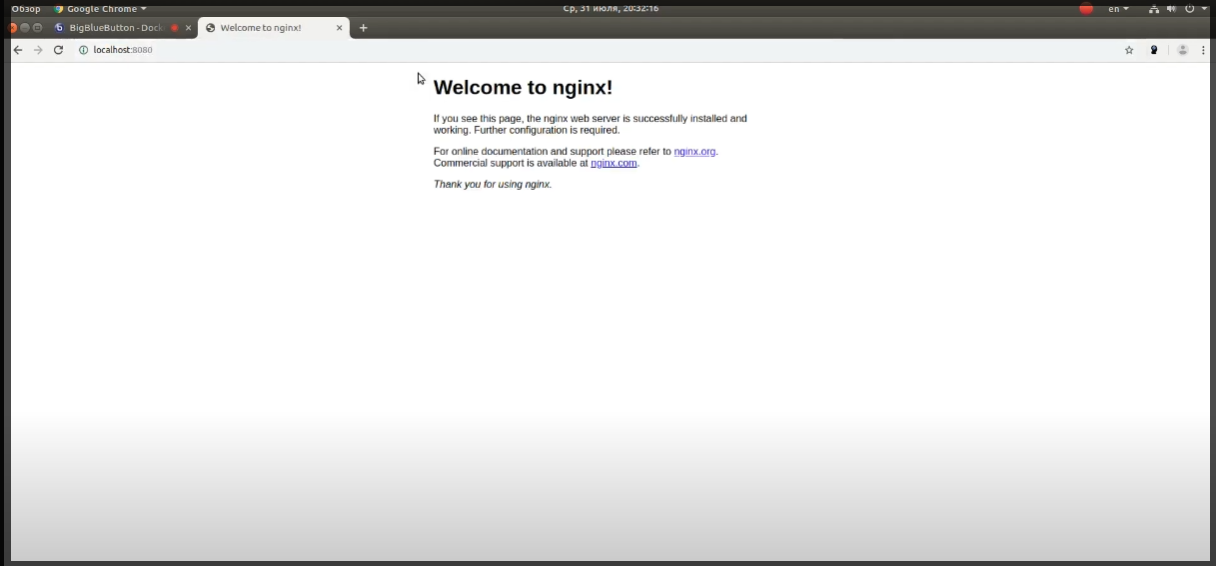 Обзор Google Chrome Ср, 31 июля, 20:32:16 en
BigBlueButton - Dock Welcome to nginx!
localhost:8080
Welcome to nginx!
If you see this page, the nginx web server is successfully installed and
working. Further configuration is required.
For online documentation and support please refer to nginx.org.
Commercial support is available at nginx.com.
Thank you for using nginx.